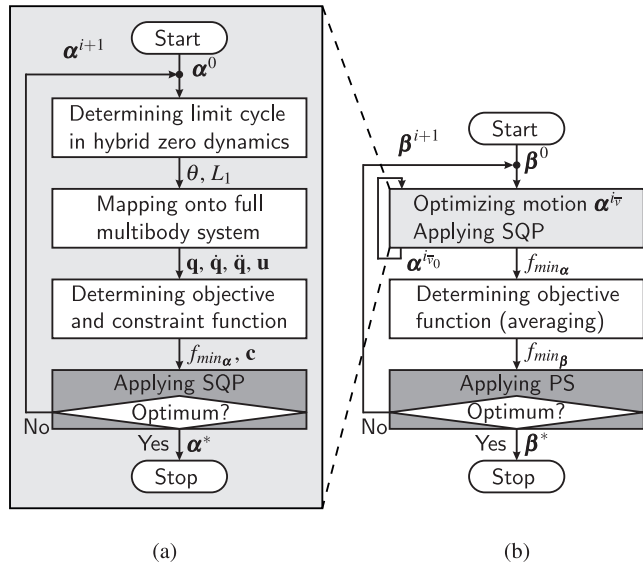 Start
α^{i+1}
α^0
Determining limit cycle
in hybrid zero dynamics
θ, L_1
Mapping onto full
multibody system
q, q̇, q̈, u
Determining objective
and constraint function
f_{min_α}, c
Applying SQP
Optimum?
No
Yes α^*
Stop
(a)
Start
β^{i+1}
β^0
Optimizing motion α^{i_{v̅}}
Applying SQP
α^{i_{v̅}_0}
f_{min_α}
Determining objective
function (averaging)
f_{min_β}
Applying PS
Optimum?
No
Yes β^*
Stop
(b)